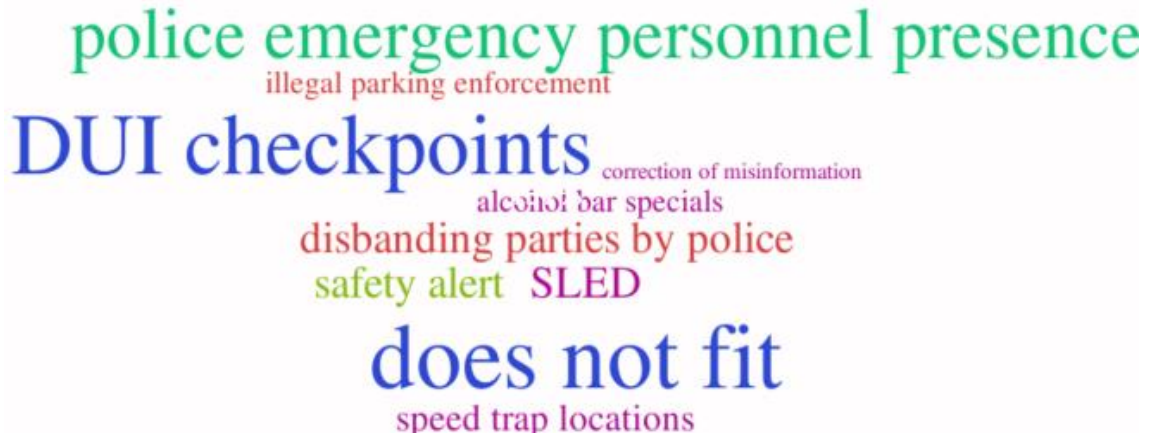 police emergency personnel presence
illegal parking enforcement
DUI checkpoints correction of misinformation
alcohol bar specials
disbanding parties by police
safety alert SLED
does not fit
speed trap locations